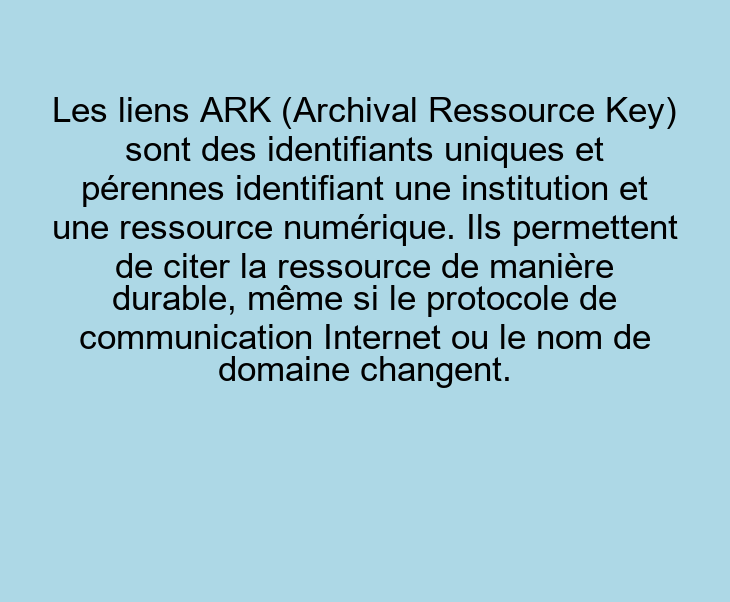 Les liens ARK (Archival Ressource Key)
sont des identifiants uniques et
pérennes identifiant une institution et
une ressource numérique. Ils permettent
de citer la ressource de manière
durable, même si le protocole de
communication Internet ou le nom de
domaine changent.